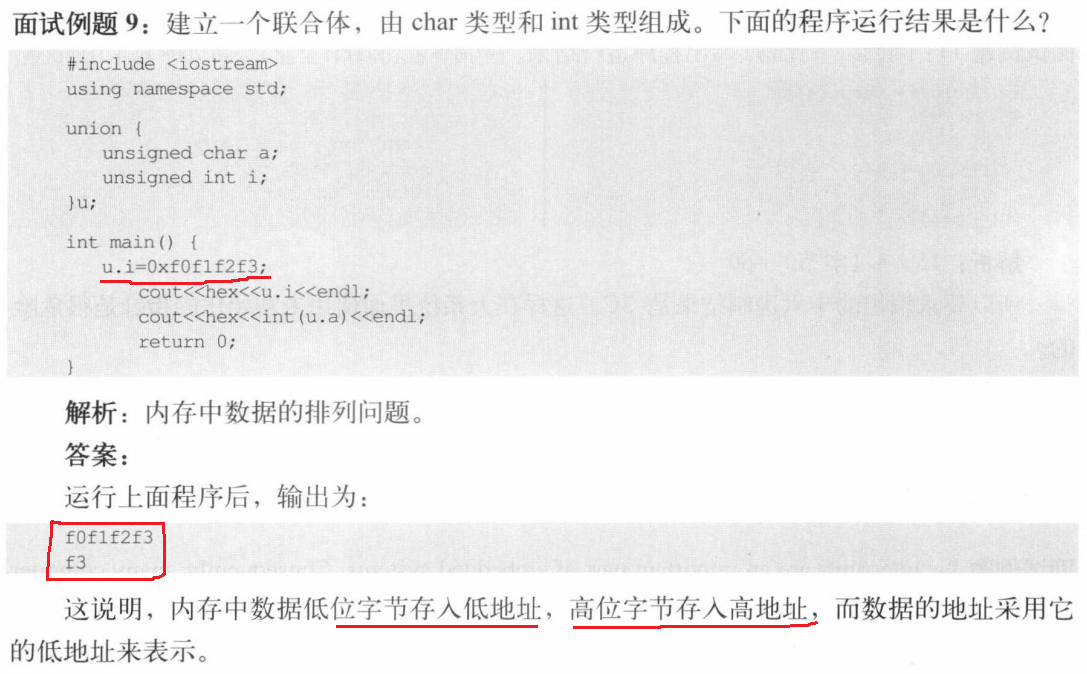 面试例题 9：建立一个联合体，由 char 类型和 int 类型组成。下面的程序运行结果是什么？
#include <iostream>
using namespace std;
union {
unsigned char a;
unsigned int i;
}u;
int main() {
u.i=0xf0f1f2f3;
cout<<hex<<u.i<<endl;
cout<<hex<<int(u.a)<<endl;
return 0;
}
解析：内存中数据的排列问题。
答案：
运行上面程序后，输出为：
f0f1f2f3
f3
这说明，内存中数据低位字节存入低地址，高位字节存入高地址，而数据的地址采用它
的低地址来表示。